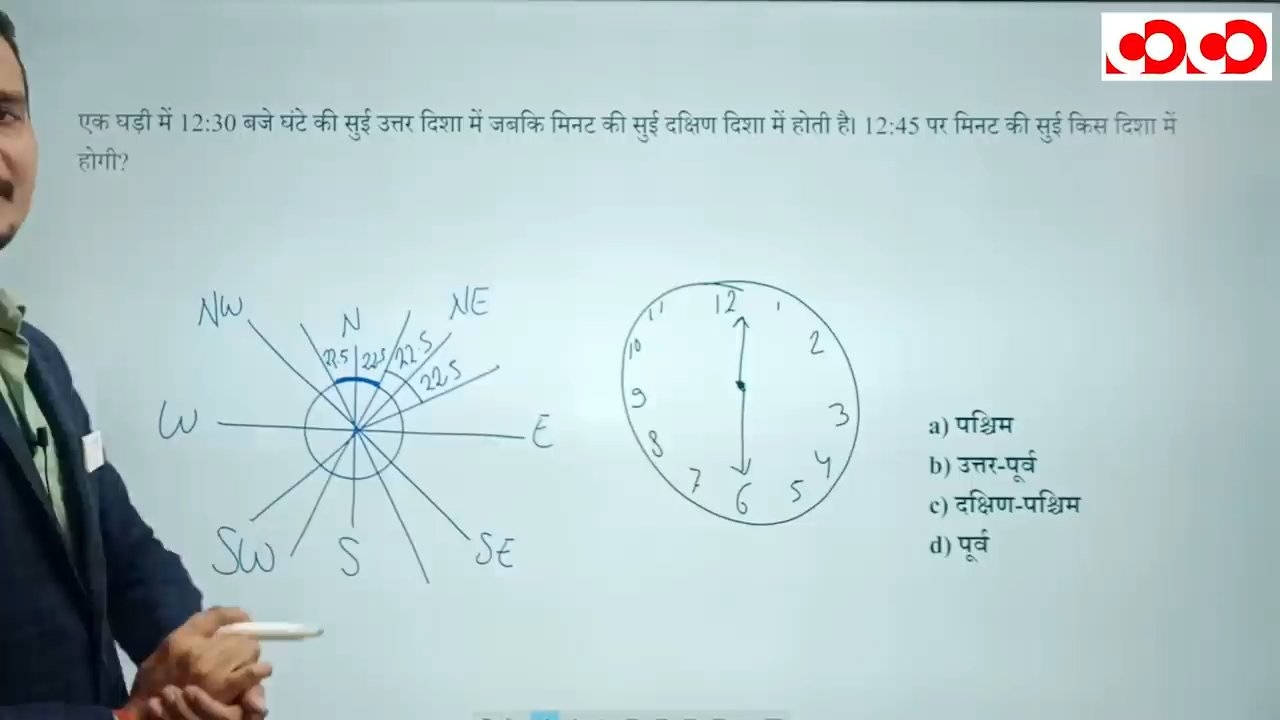 एक घड़ी में 12:30 बजे घंटे की सुई उत्तर दिशा में जबकि मिनट की सुई दक्षिण दिशा में होती है। 12:45 पर मिनट की सुई किस दिशा में
होगी?
NW
N
NE
22.5
22.5
22.5
22.5
W
E
SW
S
SE
12
1
2
3
4
5
6
7
8
9
10
11
a) पश्चिम
b) उत्तर-पूर्व
c) दक्षिण-पश्चिम
d) पूर्व